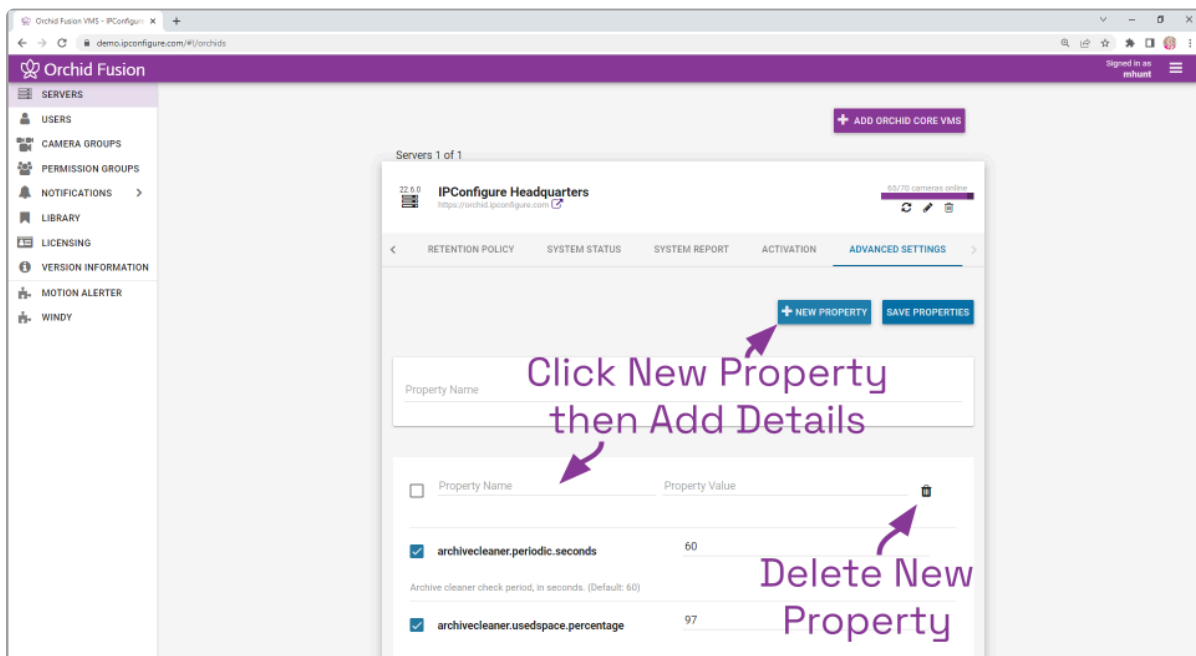 Orchid Fusion VMS - IPConfigure
demo.ipconfigure.com/#!/orchids
Orchid Fusion
Signed in as
mhunt
SERVERS
USERS
CAMERA GROUPS
PERMISSION GROUPS
NOTIFICATIONS
LIBRARY
LICENSING
VERSION INFORMATION
MOTION ALERTER
WINDY
ADD ORCHID CORE VMS
Servers 1 of 1
22.6.0
IPConfigure Headquarters
https://orchid.ipconfigure.com
65/70 cameras online
RETENTION POLICY SYSTEM STATUS SYSTEM REPORT ACTIVATION ADVANCED SETTINGS
NEW PROPERTY SAVE PROPERTIES
Click New Property
then Add Details
Property Name
Property Name Property Value
archivecleaner.periodic.seconds 60
Archive cleaner check period, in seconds. (Default: 60)
Delete New
Property
archivecleaner.usedspace.percentage 97